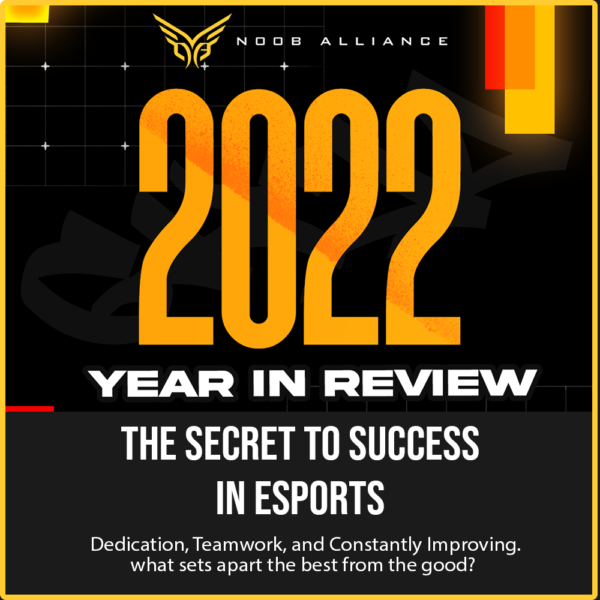 NOOB ALLIANCE
2022
YEAR IN REVIEW
THE SECRET TO SUCCESS
IN ESPORTS
Dedication, Teamwork, and Constantly Improving.
what sets apart the best from the good?